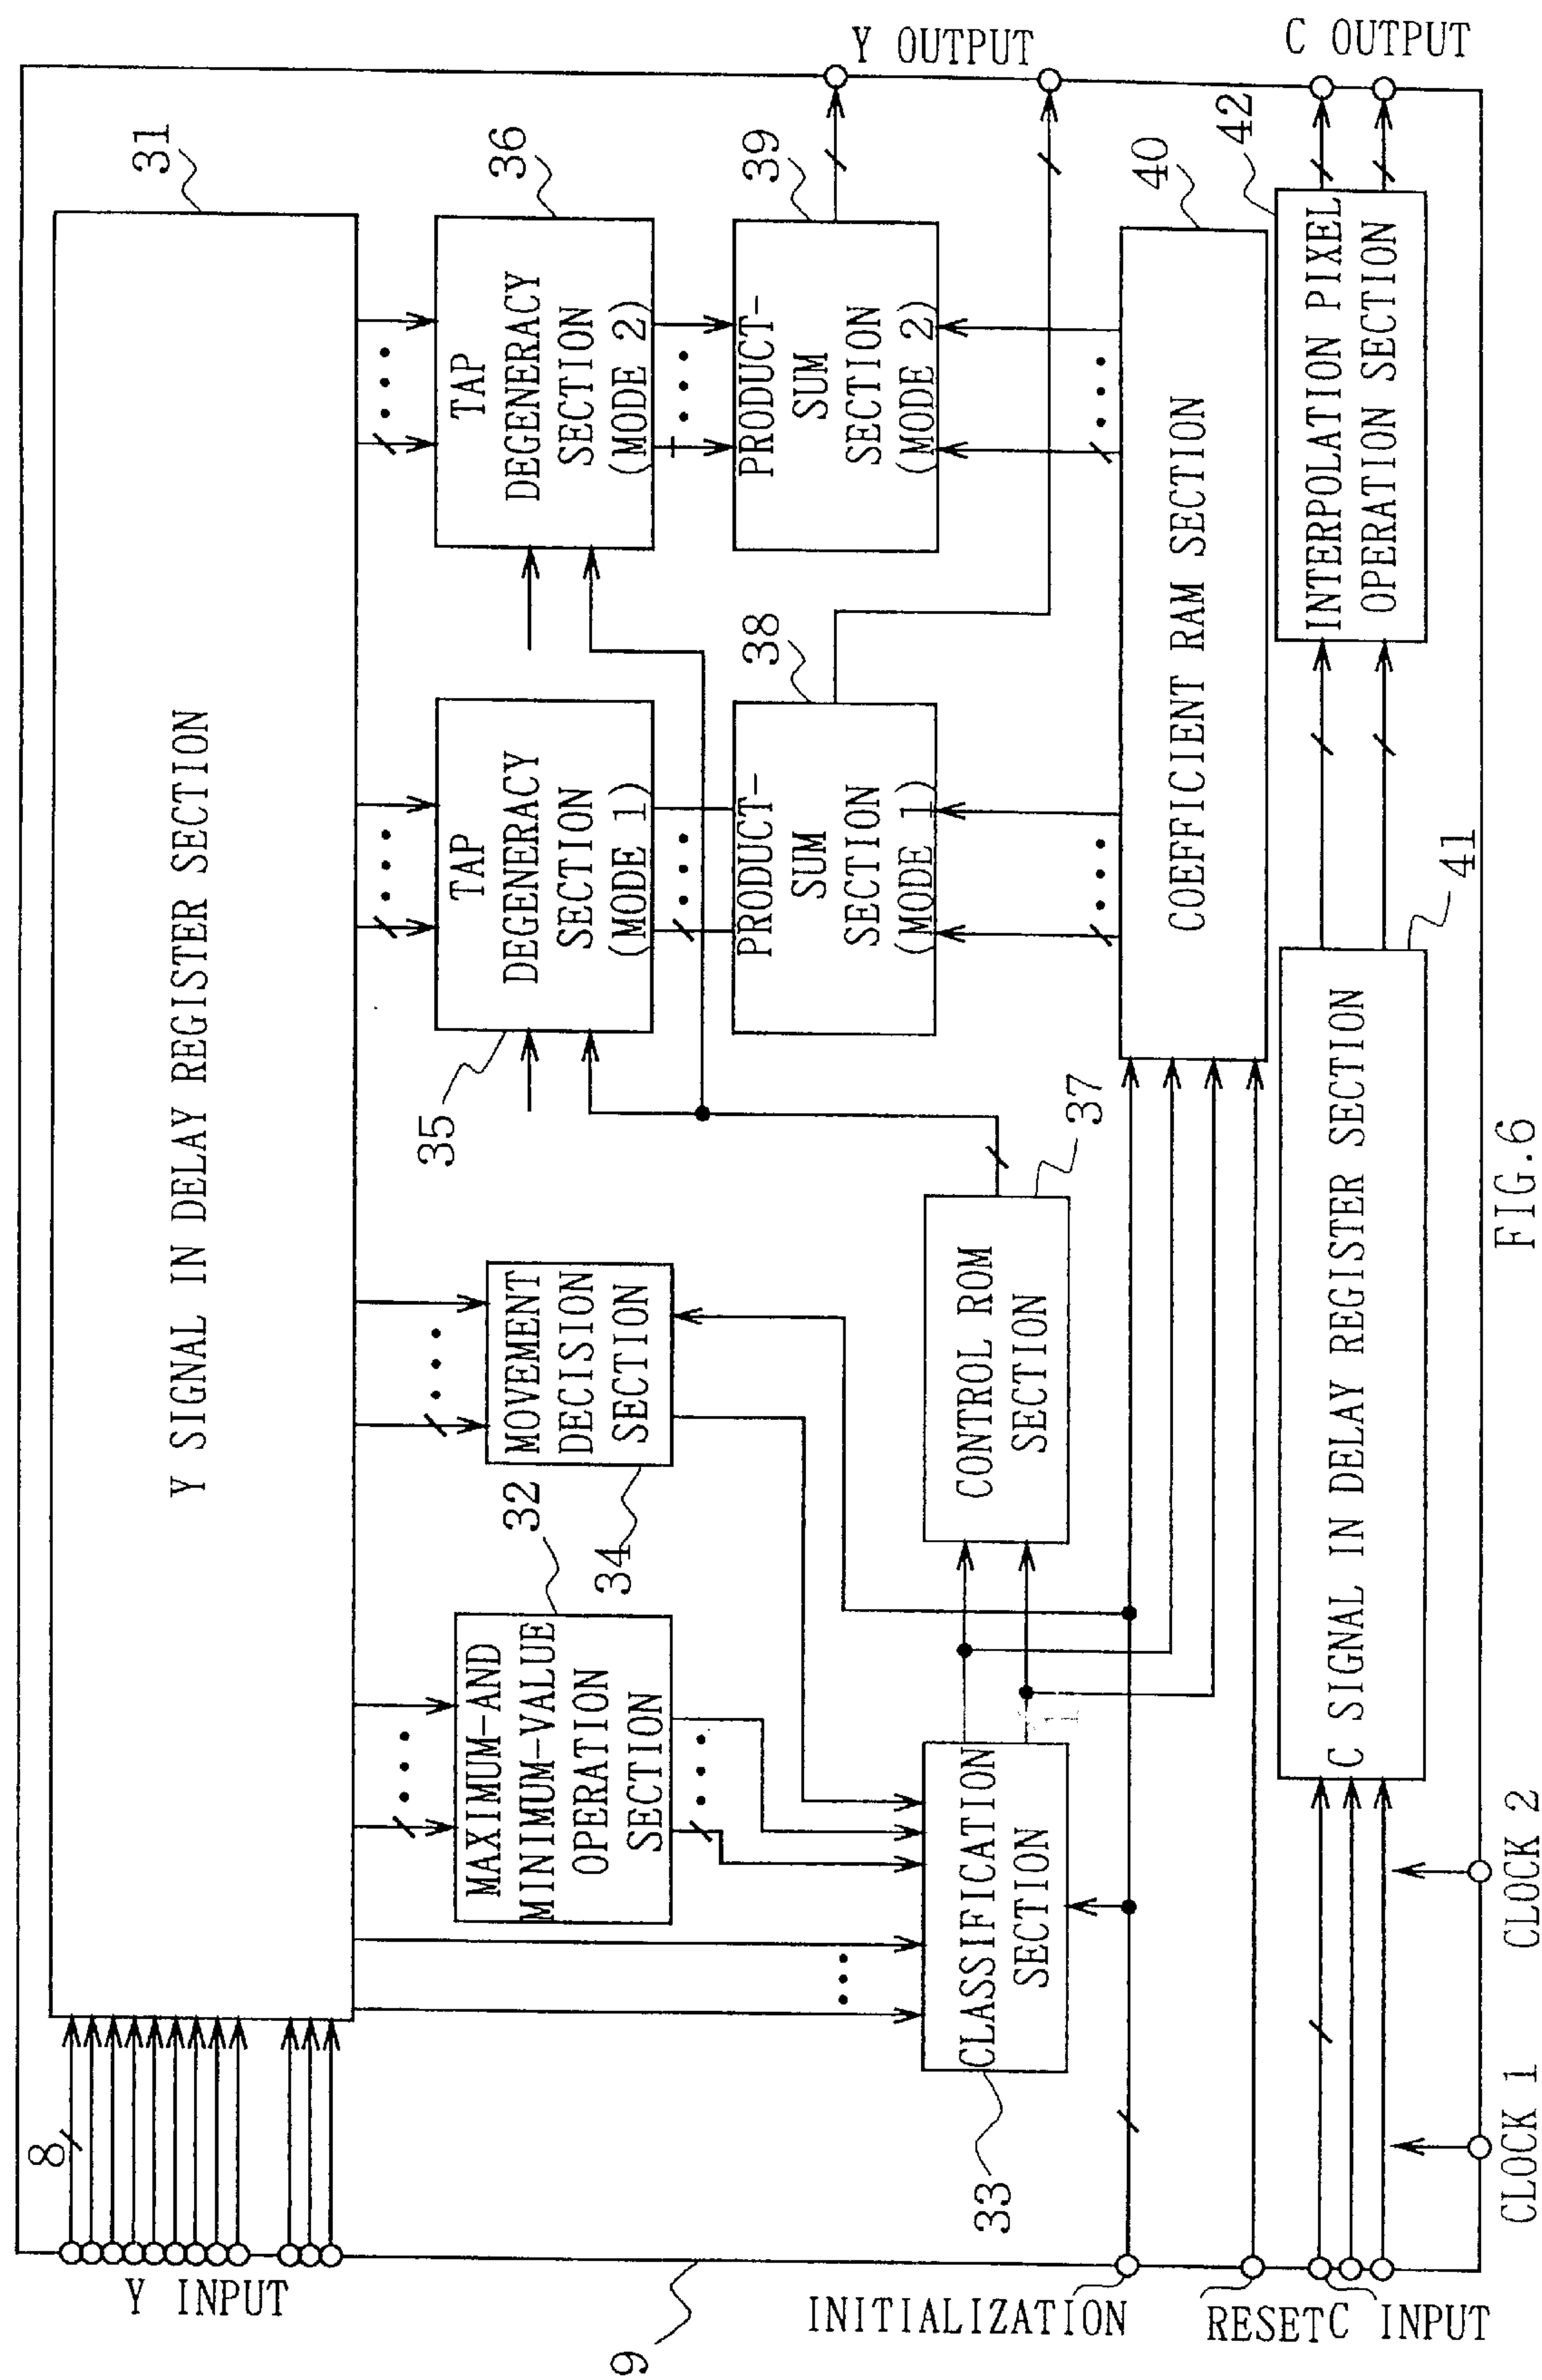 Y INPUT
8
31
Y SIGNAL IN DELAY REGISTER SECTION
MAXIMUM-AND
MINIMUM-VALUE
OPERATION
SECTION
32
MOVEMENT
DECISION
SECTION
34
TAP
DEGENERACY
SECTION
(MODE 1)
35
TAP
DEGENERACY
SECTION
(MODE 2)
36
PRODUCT-
SUM
SECTION
(MODE 1)
38
PRODUCT-
SUM
SECTION
(MODE 2)
39
Y OUTPUT
CLASSIFICATION
SECTION
33
CONTROL ROM
SECTION
37
COEFFICIENT RAM SECTION
40
9
INITIALIZATION
RESET
C INPUT
C SIGNAL IN DELAY REGISTER SECTION
41
INTERPOLATION PIXEL
OPERATION SECTION
42
C OUTPUT
CLOCK 1
CLOCK 2
FIG.6